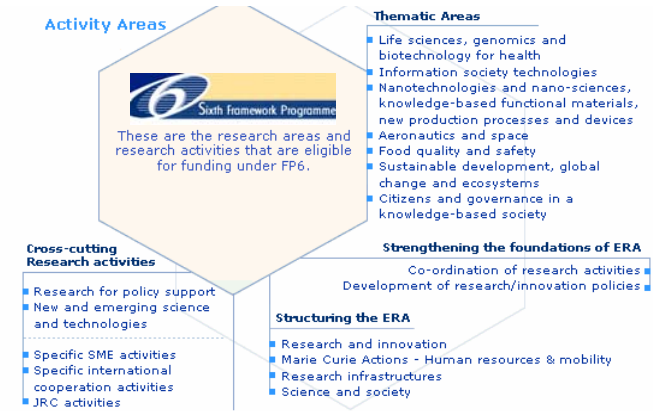 Activity Areas
6
Sixth Framework Programme
These are the research areas and
research activities that are eligible
for funding under FP6.
Thematic Areas
Life sciences, genomics and
biotechnology for health
Information society technologies
Nanotechnologies and nano-sciences,
knowledge-based functional materials,
new production processes and devices
Aeronautics and space
Food quality and safety
Sustainable development, global
change and ecosystems
Citizens and governance in a
knowledge-based society
Cross-cutting
Research activities
Research for policy support
New and emerging science
and technologies
Specific SME activities
Specific international
cooperation activities
JRC activities
Strengthening the foundations of ERA
Co-ordination of research activities
Development of research/innovation policies
Structuring the ERA
Research and innovation
Marie Curie Actions - Human resources & mobility
Research infrastructures
Science and society